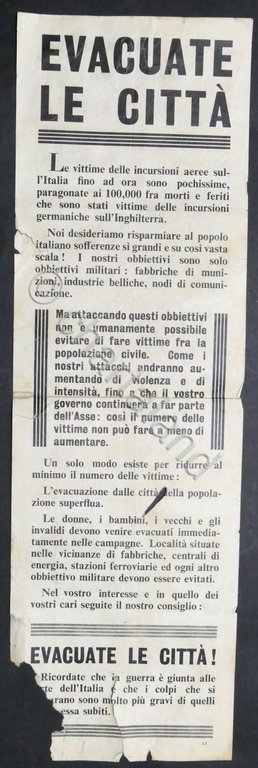 EVACUATE
LE CITTÀ
Le vittime delle incursioni aeree sul-
l'Italia fino ad ora sono pochissime,
paragonate ai 100,000 fra morti e feriti
che sono stati vittime delle incursioni
germaniche sull'Inghilterra.
Noi desideriamo risparmiare al popolo
italiano sofferenze sì grandi e su così vasta
scala! I nostri obbiettivi sono solo
obbiettivi militari: fabbriche di muni-
zioni, industrie belliche, nodi di comuni-
cazione.
Ma attaccando questi obbiettivi
non è umanamente possibile
evitare di fare vittime fra la
popolazione civile. Come i
nostri attacchi andranno au-
mentando di violenza e di
intensità, fino a che il vostro
governo continuerà a far parte
dell'Asse: così il numero delle
vittime non può fare a meno di
aumentare.
Un solo modo esiste per ridurre al
minimo il numero delle vittime:
L'evacuazione dalle città della popola-
zione superflua.
Le donne, i bambini, i vecchi e gli
invalidi devono venire evacuati immedia-
tamente nelle campagne. Località situate
nelle vicinanze di fabbriche, centrali di
energia, stazioni ferroviarie ed ogni altro
obbiettivo militare devono essere evitati.
Nel vostro interesse e in quello dei
vostri cari seguite il nostro consiglio:
EVACUATE LE CITTÀ!
Ricordate che la guerra è giunta alle
dell'Italia e che i colpi che si
sono molto più gravi di quelli
essa subiti.